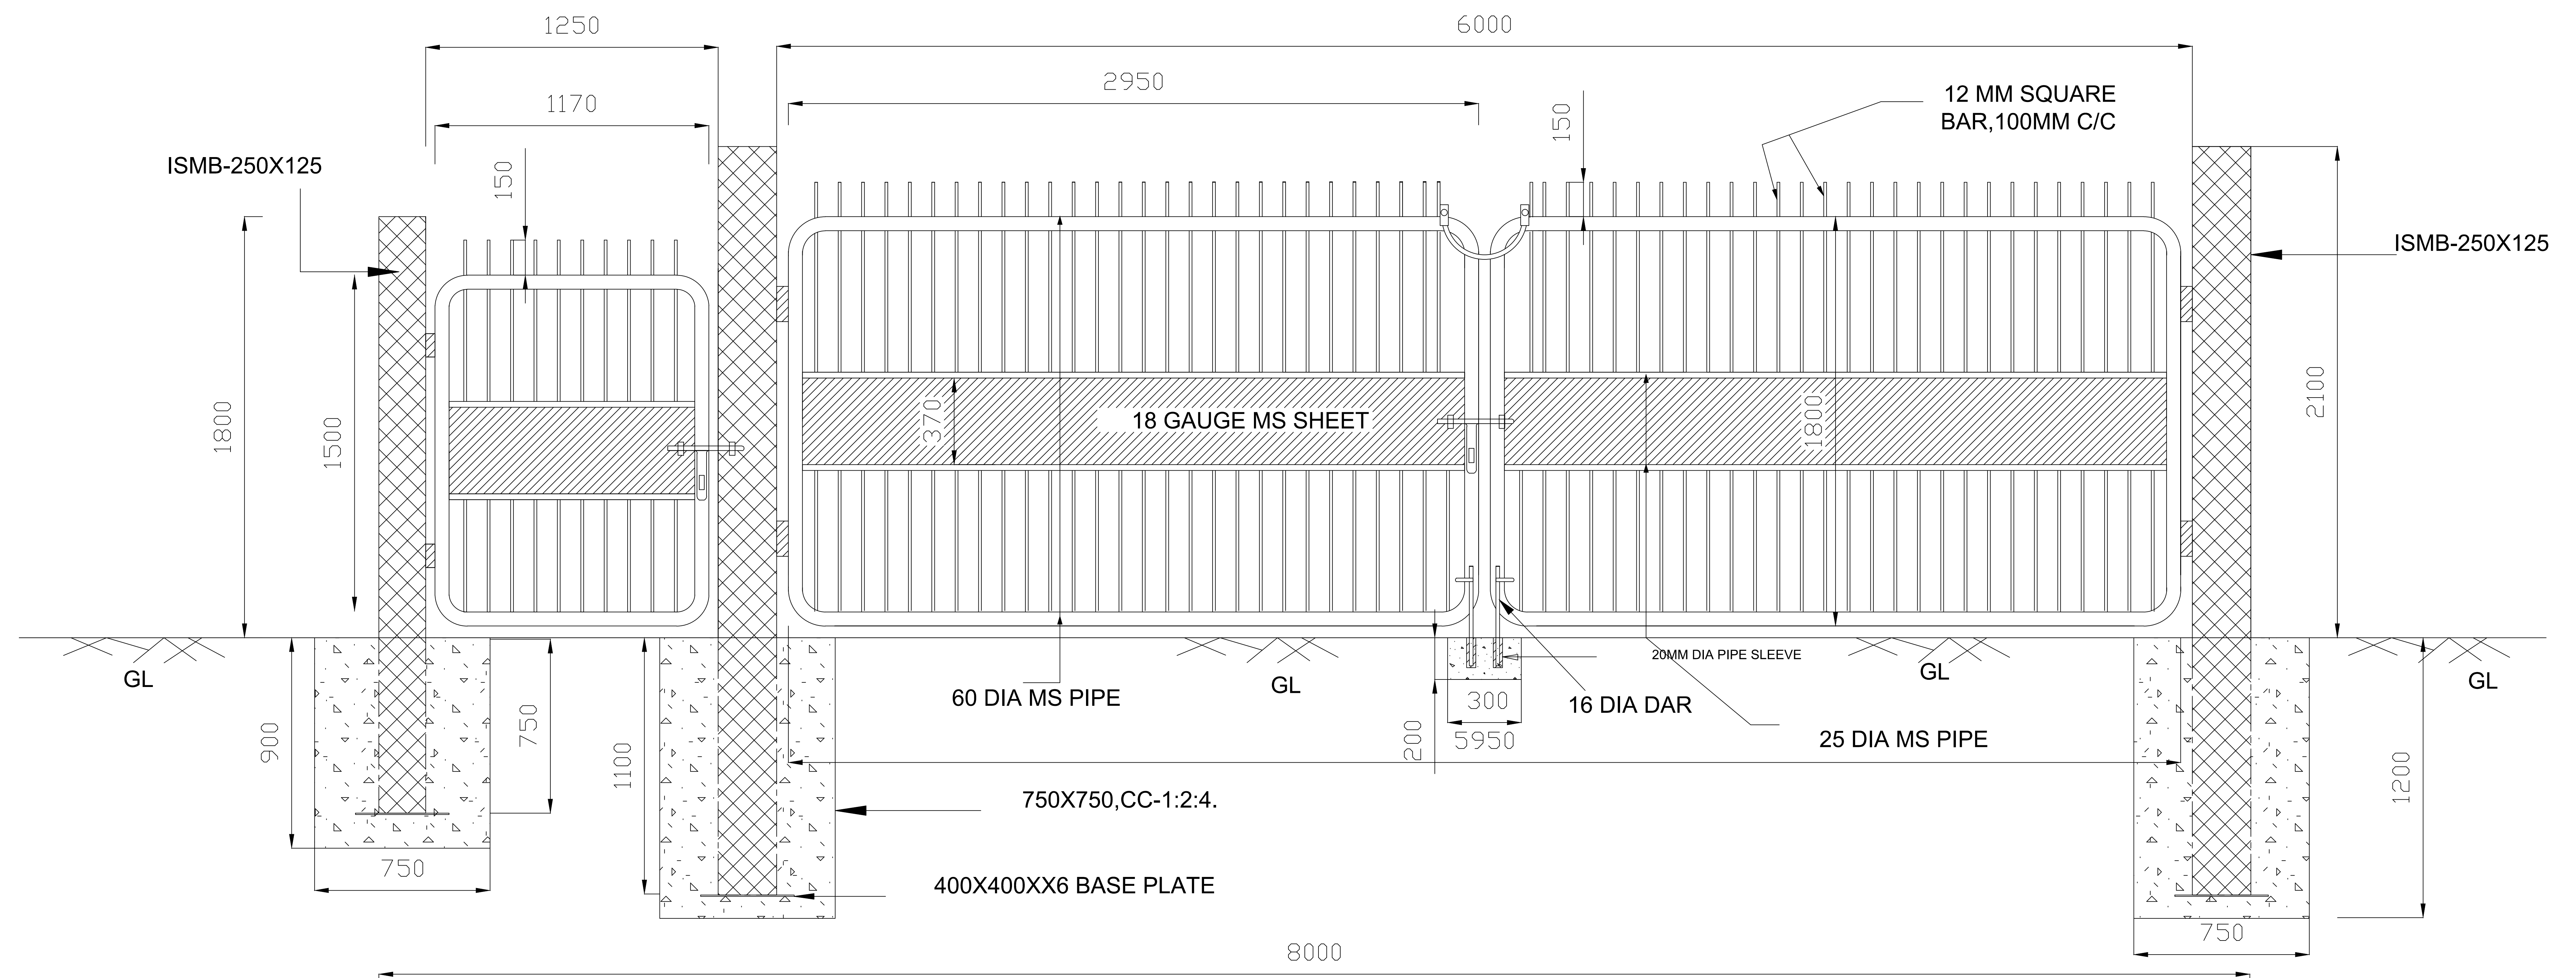 1250
6000
2950
1170
12 MM SQUARE
BAR,100MM C/C
150
ISMB-250X125
150
ISMB-250X125
1800
1500
370
18 GAUGE MS SHEET
1800
2100
GL
60 DIA MS PIPE
GL
20MM DIA PIPE SLEEVE
GL
GL
300
16 DIA DAR
900
750
1100
200
5950
25 DIA MS PIPE
1200
750X750,CC-1:2:4.
750
400X400XX6 BASE PLATE
750
8000